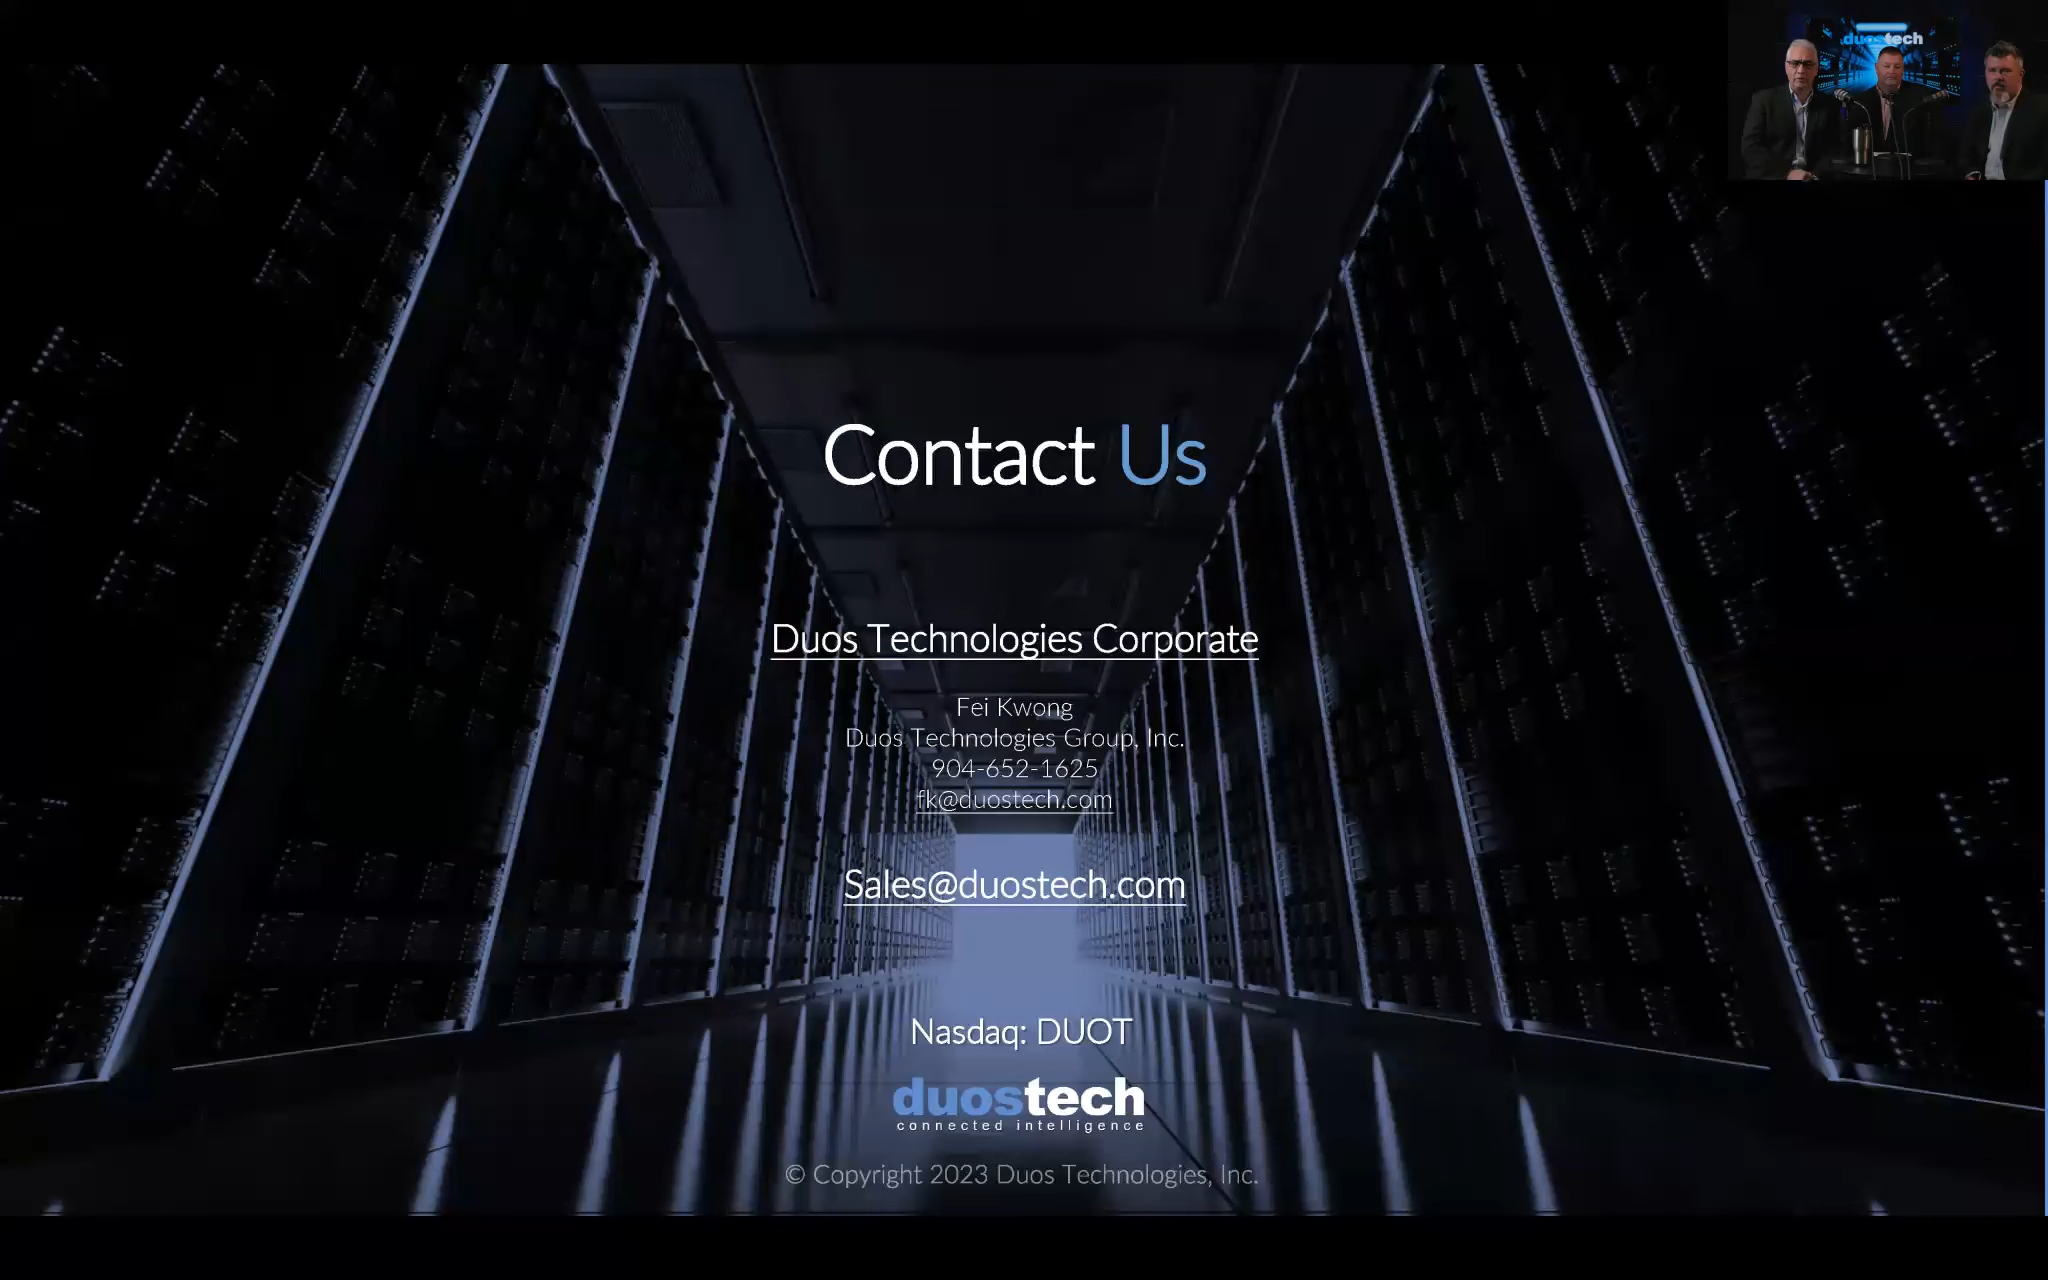 duostech
Contact Us
Duos Technologies Corporate
Fei Kwong
Duos Technologies Group, Inc.
904-652-1625
fk@duostech.com
Sales@duostech.com
Nasdaq: DUOT
duostech
connected intelligence
© Copyright 2023 Duos Technologies, Inc.